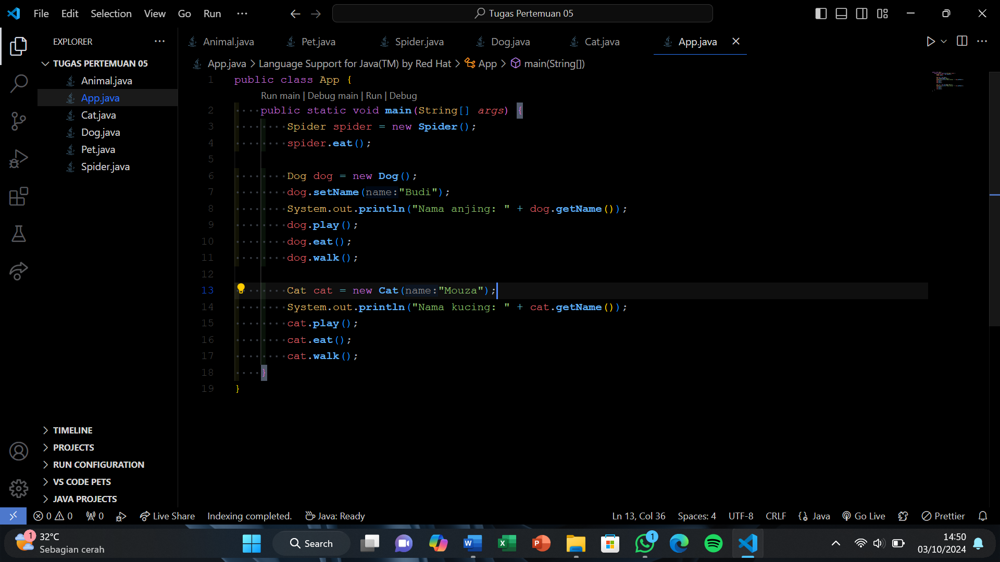 File Edit Selection View Go Run ··· Tugas Pertemuan 05
EXPLORER ···
Animal.java Pet.java Spider.java Dog.java Cat.java App.java
TUGAS PERTEMUAN 05
Animal.java
App.java
Cat.java
Dog.java
Pet.java
Spider.java
App.java > Language Support for Java(TM) by Red Hat > App > main(String[])
1 public class App {
Run main | Debug main | Run | Debug
2 public static void main(String[] args) {
3 Spider spider = new Spider();
4 spider.eat();
5
6 Dog dog = new Dog();
7 dog.setName(name:"Budi");
8 System.out.println("Nama anjing: " + dog.getName());
9 dog.play();
10 dog.eat();
11 dog.walk();
12
13 Cat cat = new Cat(name:"Mouza");
14 System.out.println("Nama kucing: " + cat.getName());
15 cat.play();
16 cat.eat();
17 cat.walk();
18 }
19 }
TIMELINE
PROJECTS
RUN CONFIGURATION
VS CODE PETS
JAVA PROJECTS
0 0 0 Live Share Indexing completed. Java: Ready Ln 13, Col 36 Spaces: 4 UTF-8 CRLF Java Go Live Prettier
1 32°C
Sebagian cerah
Search
1
14:50
03/10/2024